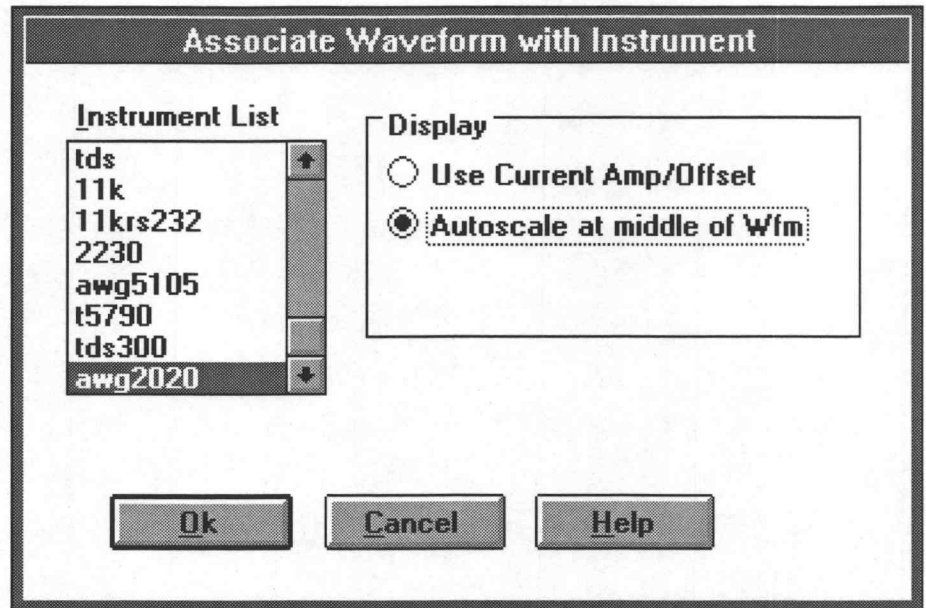 Associate Waveform with Instrument
Instrument List
tds
11k
11krs232
2230
awg5105
t5790
tds300
awg2020
Display
Use Current Amp/Offset
Autoscale at middle of Wfm
Ok
Cancel
Help